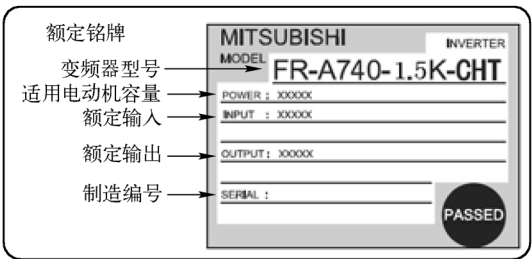 额定铭牌
变频器型号
适用电动机容量
额定输入
额定输出
制造编号
MITSUBISHI
INVERTER
MODEL FR-A740-1.5K-CHT
POWER : XXXXX
INPUT : XXXXX
OUTPUT : XXXXX
SERIAL :
PASSED